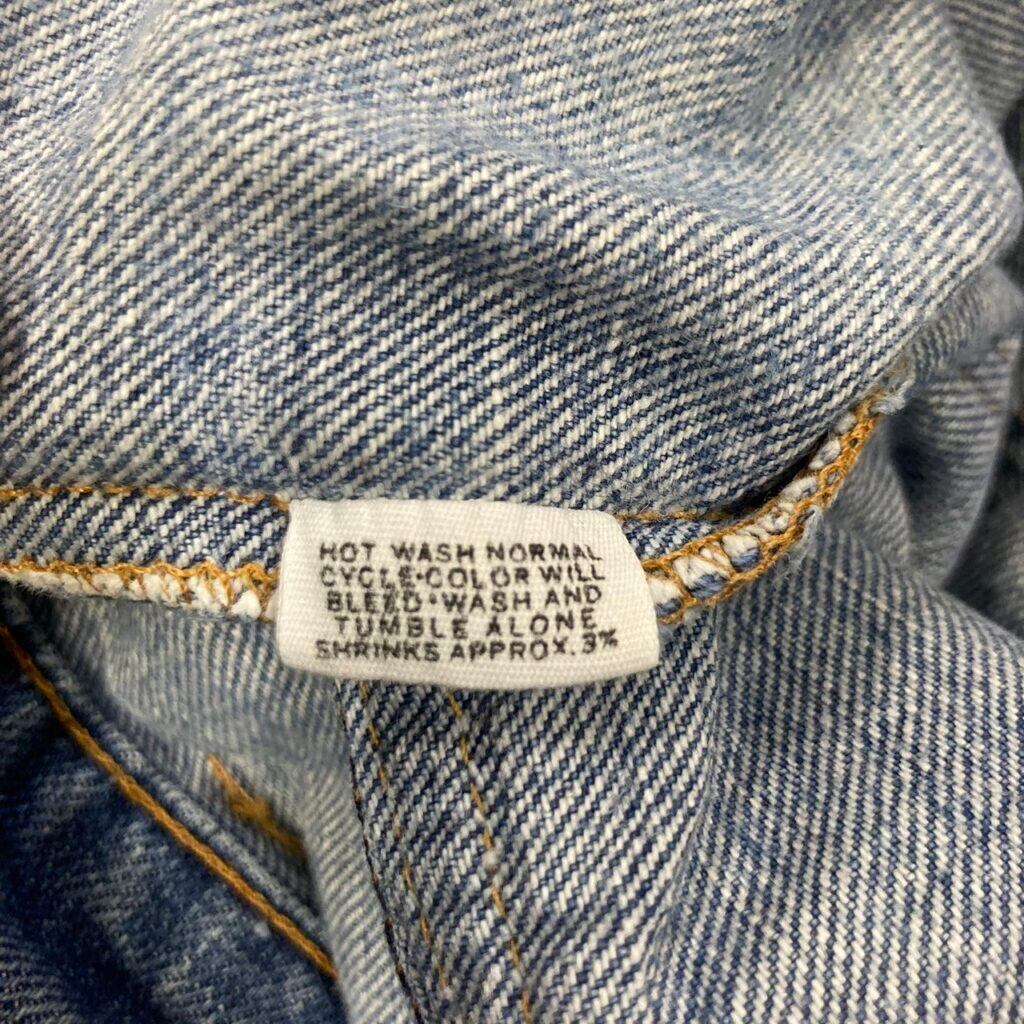 HOT WASH NORMAL
CYCLE•COLOR WILL
BLEED•WASH AND
TUMBLE ALONE
SHRINKS APPROX. 3%